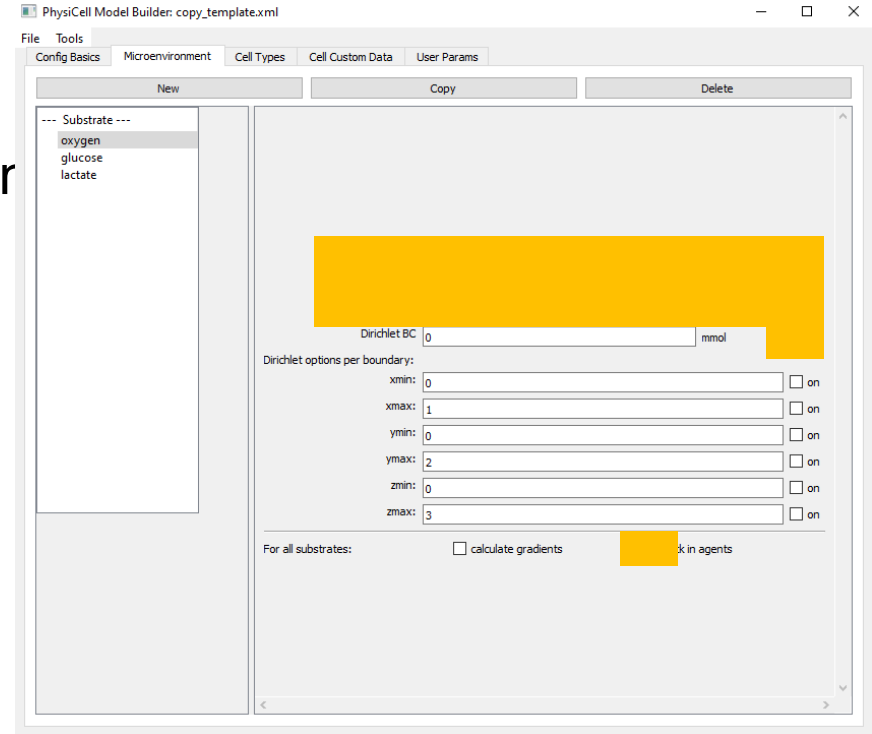 PhysiCell Model Builder: copy_template.xml
File Tools
Config Basics Microenvironment Cell Types Cell Custom Data User Params
New Copy Delete
--- Substrate ---
oxygen
glucose
lactate
r
Dirichlet BC 0 mmol
Dirichlet options per boundary:
xmin: 0 on
xmax: 1 on
ymin: 0 on
ymax: 2 on
zmin: 0 on
zmax: 3 on
For all substrates: calculate gradients in agents